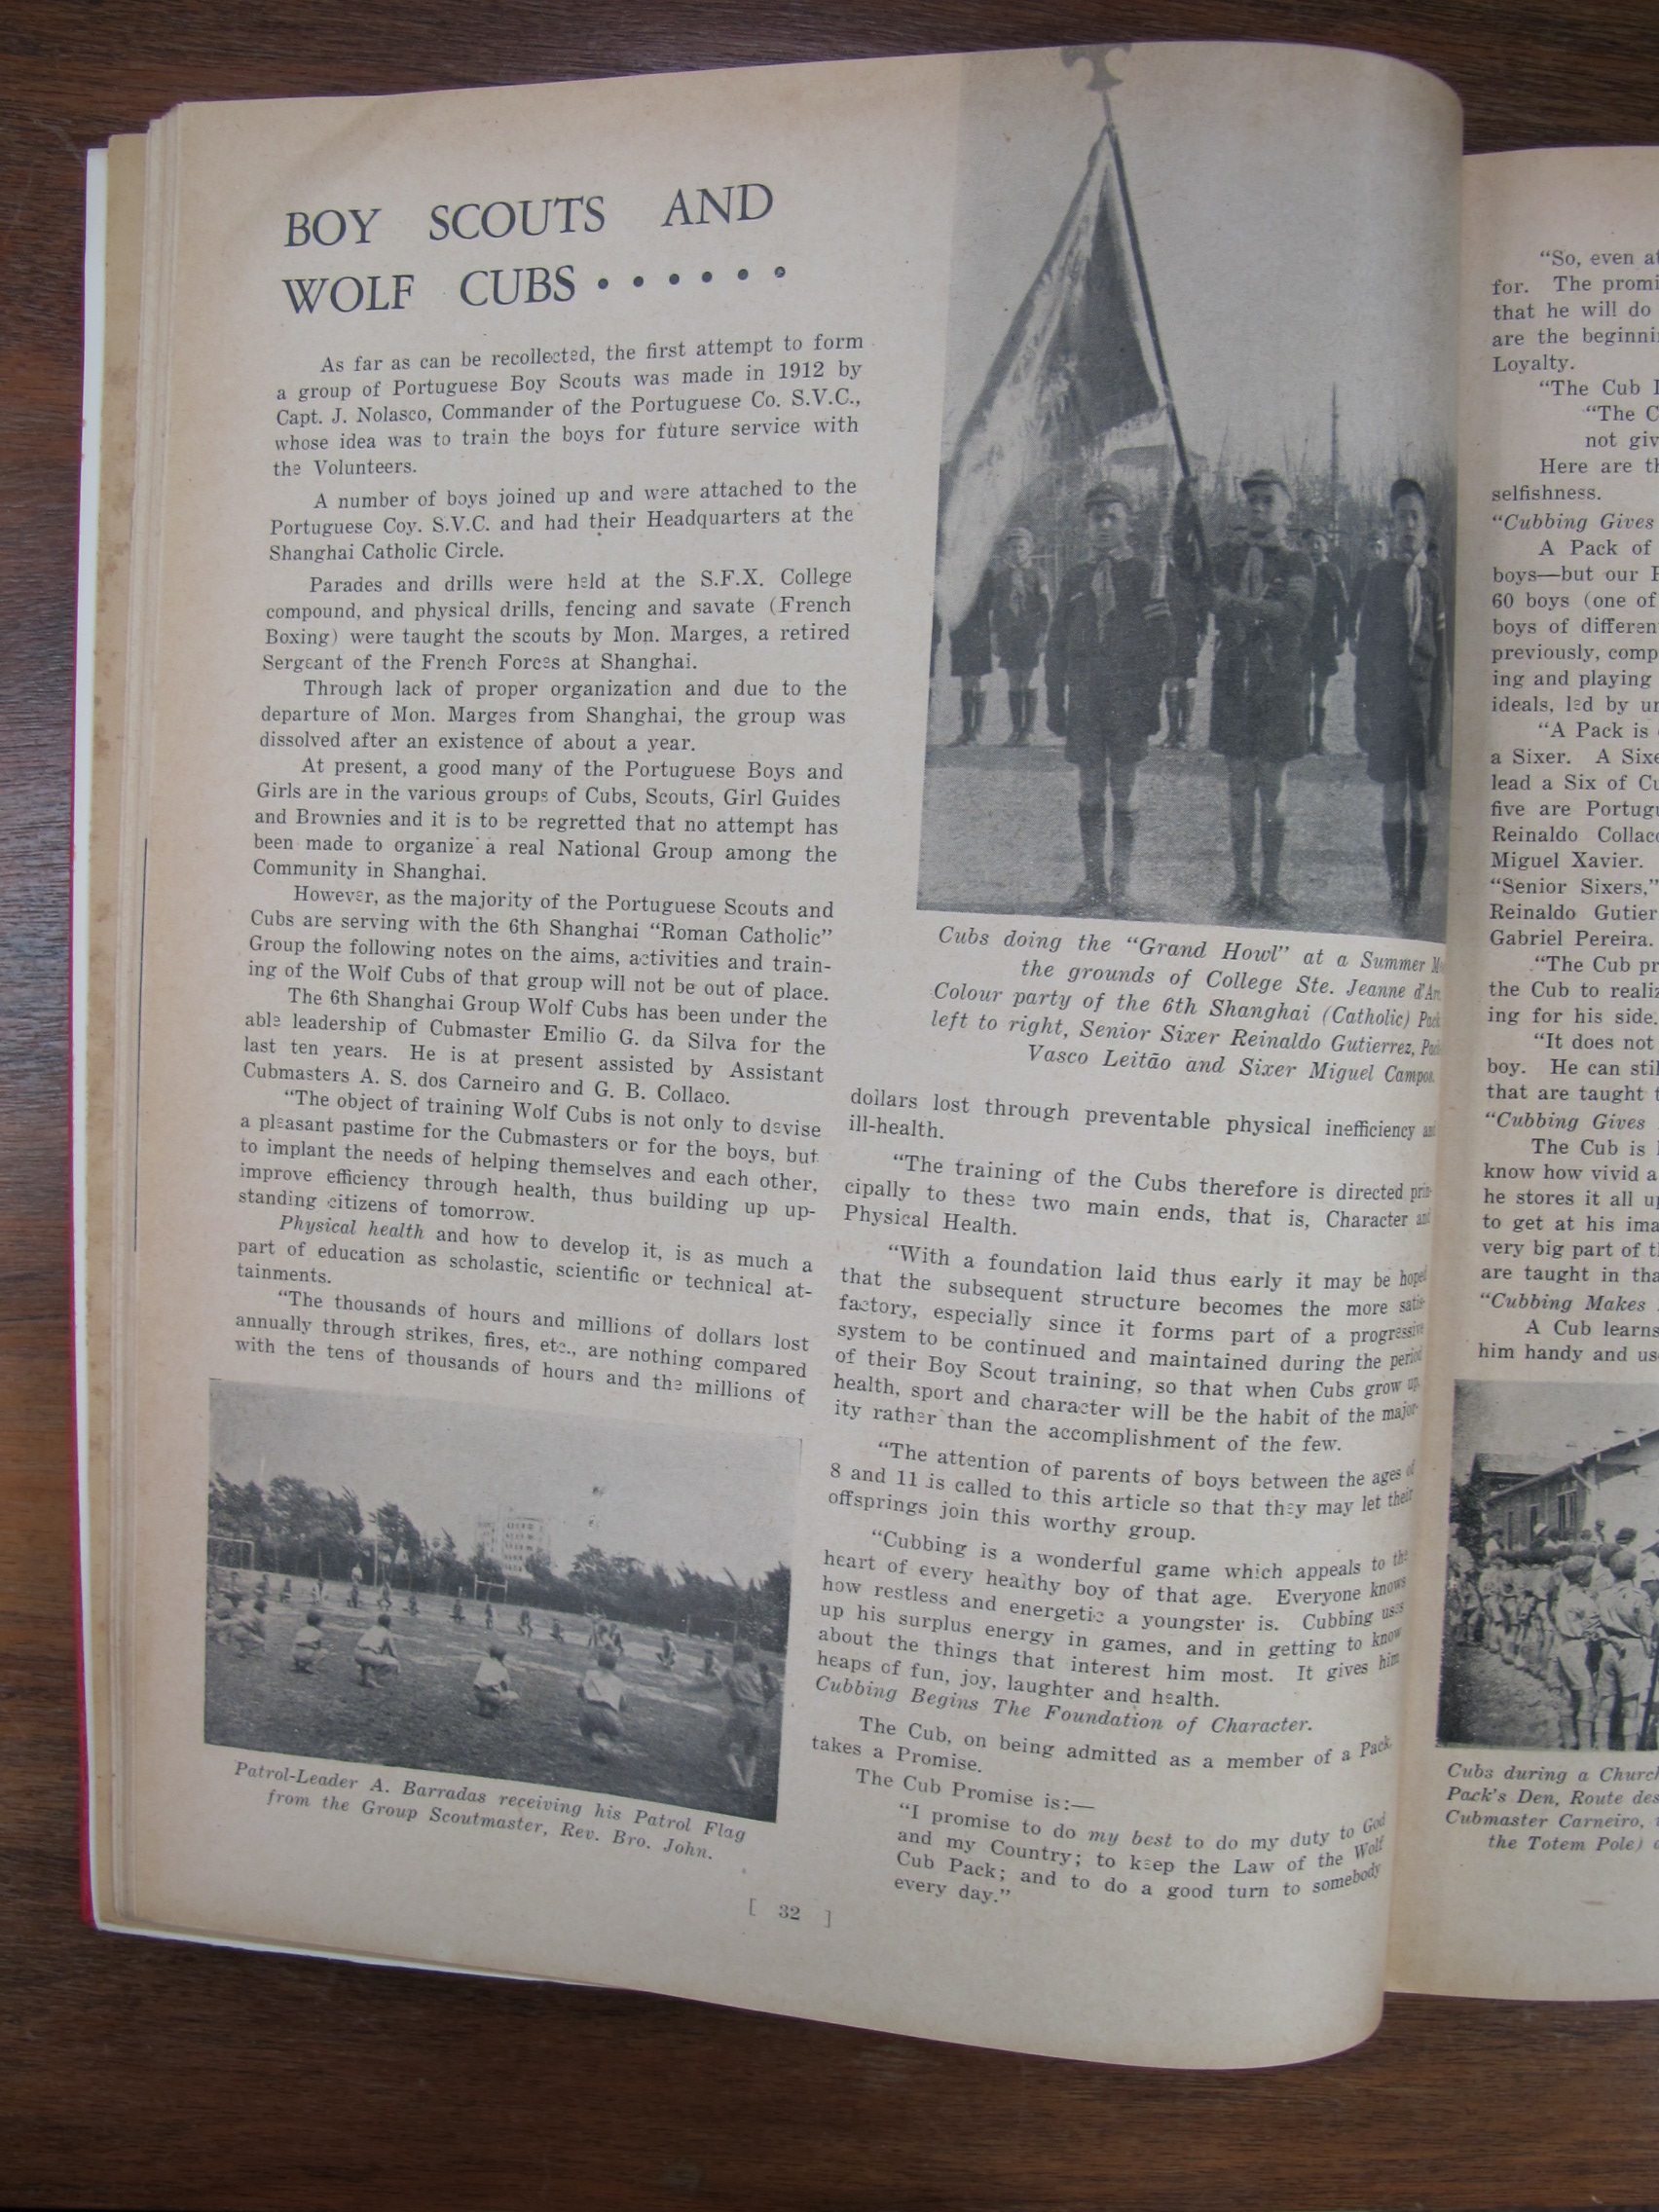 BOY SCOUTS AND
WOLF CUBS • • • • • •
As far as can be recollected, the first attempt to form
a group of Portuguese Boy Scouts was made in 1912 by
Capt. J. Nolasco, Commander of the Portuguese Co. S.V.C.,
whose idea was to train the boys for future service with
the Volunteers.
A number of boys joined up and were attached to the
Portuguese Coy. S.V.C. and had their Headquarters at the
Shanghai Catholic Circle.
Parades and drills were held at the S.F.X. College
compound, and physical drills, fencing and savate (French
Boxing) were taught the scouts by Mon. Marges, a retired
Sergeant of the French Forces at Shanghai.
Through lack of proper organization and due to the
departure of Mon. Marges from Shanghai, the group was
dissolved after an existence of about a year.
At present, a good many of the Portuguese Boys and
Girls are in the various groups of Cubs, Scouts, Girl Guides
and Brownies and it is to be regretted that no attempt has
been made to organize a real National Group among the
Community in Shanghai.
However, as the majority of the Portuguese Scouts and
Cubs are serving with the 6th Shanghai "Roman Catholic"
Group the following notes on the aims, activities and train-
ing of the Wolf Cubs of that group will not be out of place.
The 6th Shanghai Group Wolf Cubs has been under the
able leadership of Cubmaster Emilio G. da Silva for the
last ten years. He is at present assisted by Assistant
Cubmasters A. S. dos Carneiro and G. B. Collaco.
"The object of training Wolf Cubs is not only to devise
a pleasant pastime for the Cubmasters or for the boys, but
to implant the needs of helping themselves and each other,
improve efficiency through health, thus building up up-
standing citizens of tomorrow.
Physical health and how to develop it, is as much a
part of education as scholastic, scientific or technical at-
tainments.
"The thousands of hours and millions of dollars lost
annually through strikes, fires, etc., are nothing compared
with the tens of thousands of hours and the millions of
Patrol-Leader A. Barradas receiving his Patrol Flag
from the Group Scoutmaster, Rev. Bro. John.
Cubs doing the "Grand Howl" at a Summer
the grounds of College Ste. Jeanne d'Arc.
Colour party of the 6th Shanghai (Catholic) Pack
left to right, Senior Sixer Reinaldo Gutierrez,
Vasco Leitão and Sixer Miguel Campos.
dollars lost through preventable physical inefficiency and
ill-health.
"The training of the Cubs therefore is directed prin-
cipally to these two main ends, that is, Character and
Physical Health.
"With a foundation laid thus early it may be hoped
that the subsequent structure becomes the more satis-
factory, especially since it forms part of a progressive
system to be continued and maintained during the period
of their Boy Scout training, so that when Cubs grow up,
health, sport and character will be the habit of the major-
ity rather than the accomplishment of the few.
"The attention of parents of boys between the ages of
8 and 11 is called to this article so that they may let their
offsprings join this worthy group.
"Cubbing is a wonderful game which appeals to the
heart of every healthy boy of that age. Everyone knows
how restless and energetic a youngster is. Cubbing uses
up his surplus energy in games, and in getting to know
about the things that interest him most. It gives him
heaps of fun, joy, laughter and health.
Cubbing Begins The Foundation of Character.
The Cub, on being admitted as a member of a Pack
takes a Promise.
The Cub Promise is:—
"I promise to do my best to do my duty to God
and my Country; to keep the Law of the Wolf
Cub Pack; and to do a good turn to somebody
every day."
[ 32 ]
"So, even
for. The
that he will do
are the
Loyalty.
"The Cub
"The
not
Here are
selfishness.
"Cubbing Gives
A Pack of
boys—but our
60 boys (one of
boys of
previously,
ing and playing
ideals, led by
"A Pack is
a Sixer. A
lead a Six of
five are
Reinaldo
Miguel Xavier.
"Senior Sixers,"
Reinaldo
Gabriel Pereira.
"The Cub
the Cub to
ing for his side.
"It does not
boy. He can
that are taught
"Cubbing Gives
The Cub is
know how vivid
he stores it all
to get at his
very big part of
are taught in
"Cubbing Makes
A Cub learns
him handy and
Cubs during a Church
Pack's Den, Route
Cubmaster Carneiro,
the Totem Pole)